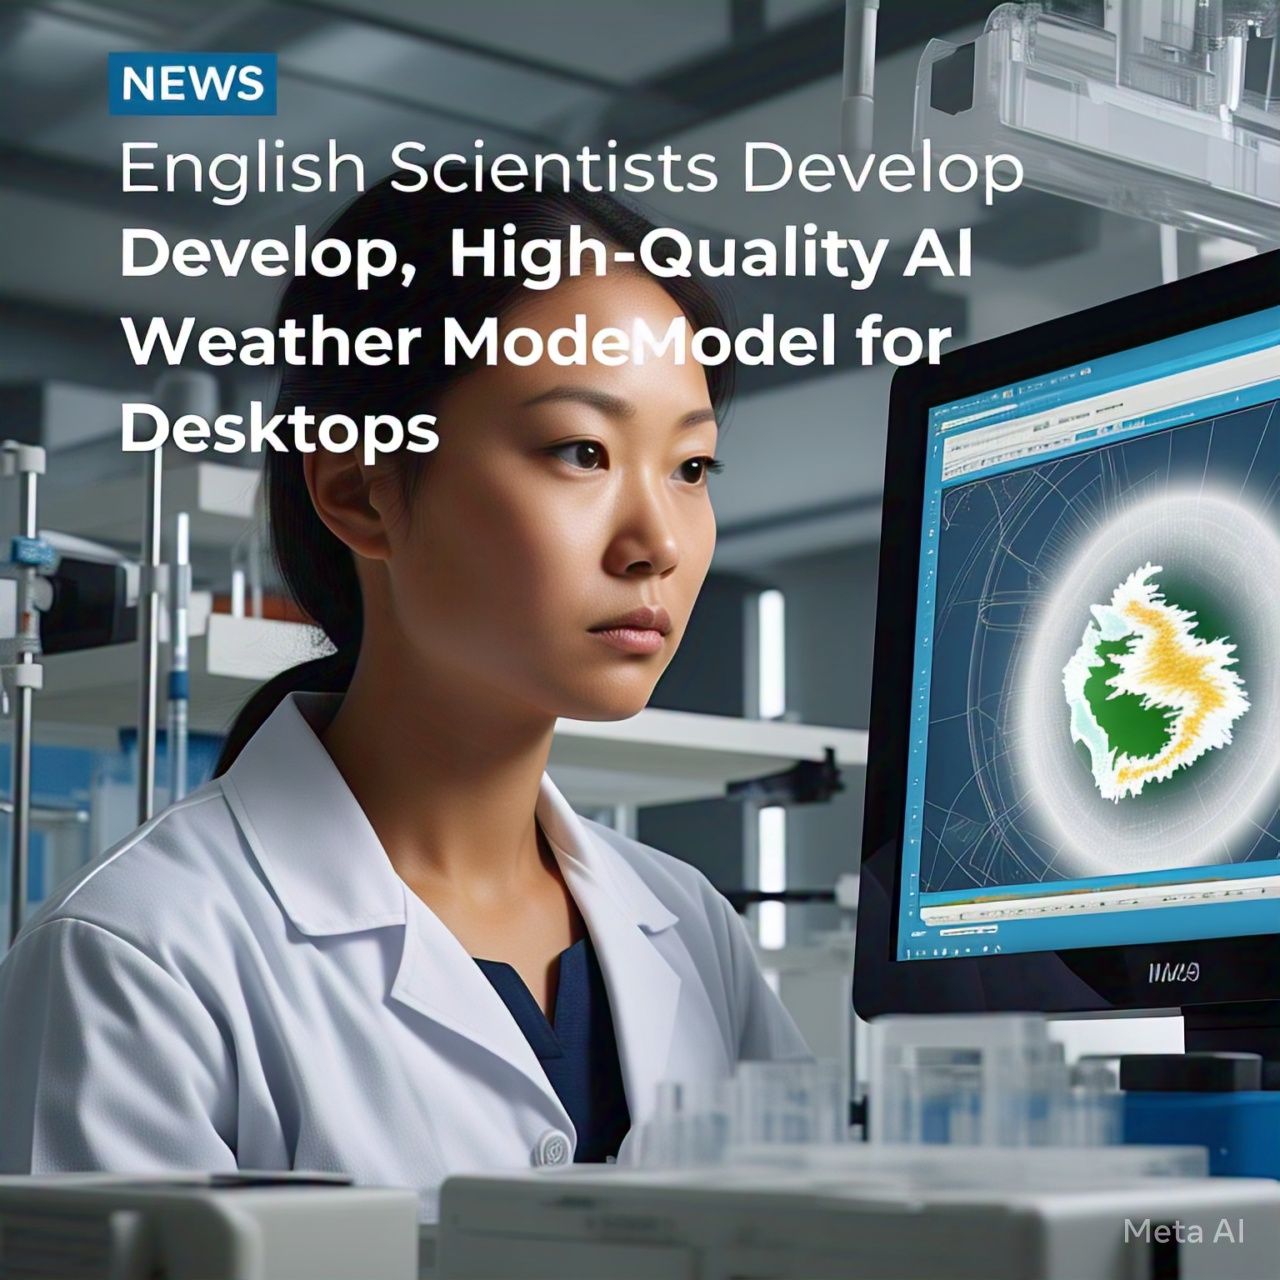 NEWS
English Scientists Develop
Develop, High-Quality AI
Weather ModeModel for
Desktops
Meta AI